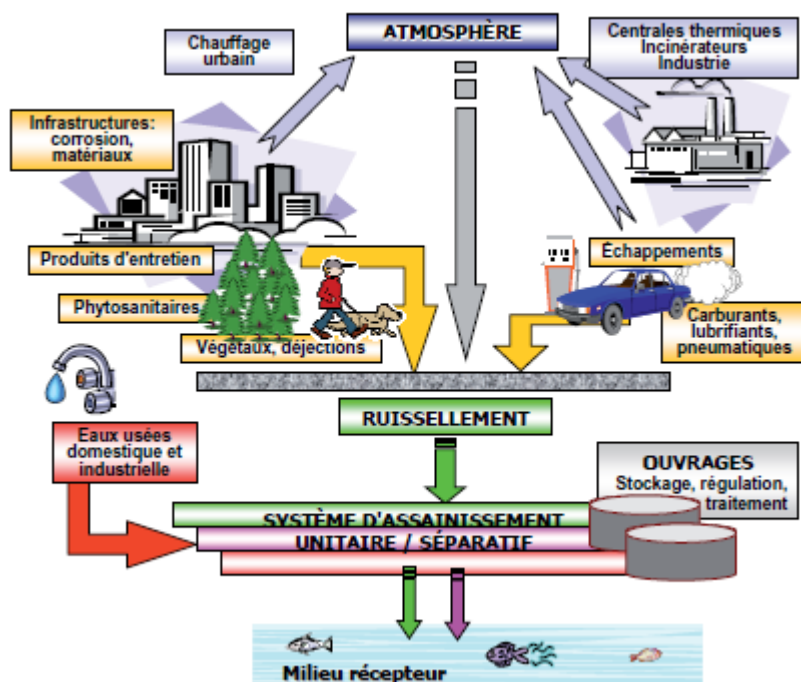 ATMOSPHÈRE
Chauffage
urbain
Centrales thermiques
Incinérateurs
Industrie
Infrastructures:
corrosion,
matériaux
Produits d'entretien
Échappements
Phytosanitaires
Carburants,
lubrifiants,
pneumatiques
Végétaux, déjections
RUISSELLEMENT
Eaux usées
domestique et
industrielle
OUVRAGES
Stockage, régulation,
traitement
SYSTÈME D'ASSAINISSEMENT
UNITAIRE / SÉPARATIF
Milieu récepteur